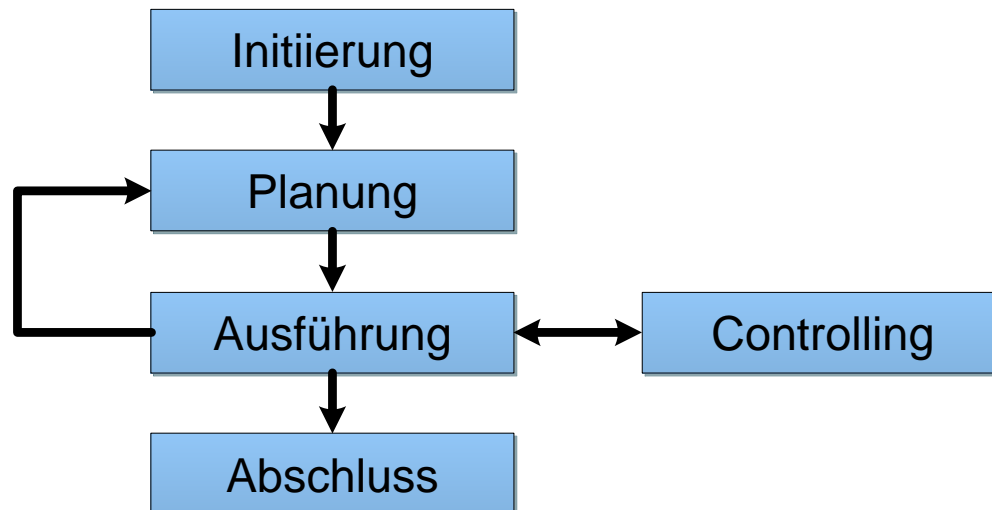 Initiierung
Planung
Ausführung
Controlling
Abschluss